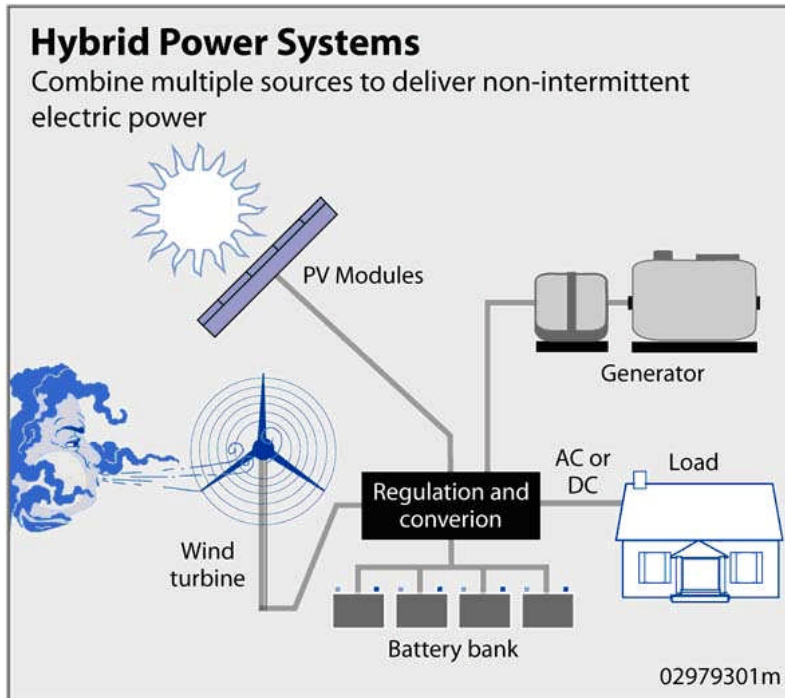 Hybrid Power Systems
Combine multiple sources to deliver non-intermittent
electric power
PV Modules
Generator
AC or
DC
Load
Regulation and
converion
Wind
turbine
Battery bank
02979301m